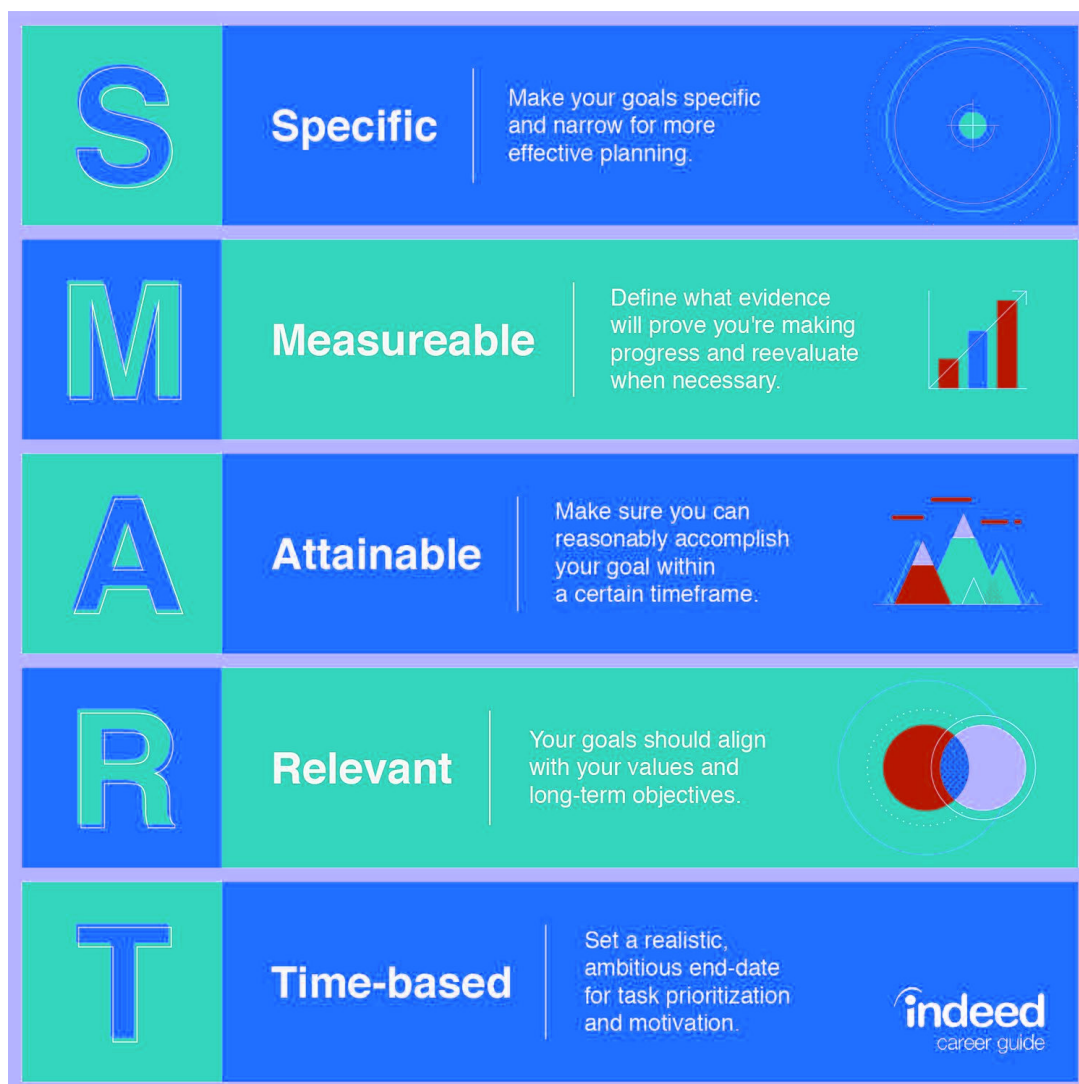 S
Specific
Make your goals specific
and narrow for more
effective planning.
M
Measureable
Define what evidence
will prove you're making
progress and reevaluate
when necessary.
A
Attainable
Make sure you can
reasonably accomplish
your goal within
a certain timeframe.
R
Relevant
Your goals should align
with your values and
long-term objectives.
T
Time-based
Set a realistic,
ambitious end-date
for task prioritization
and motivation.
indeed
career guide